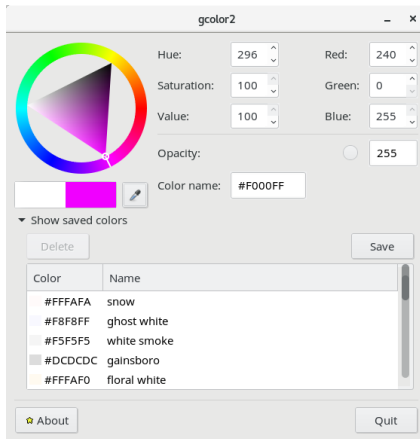 gcolor2
Hue: 296 Red: 240
Saturation: 100 Green: 0
Value: 100 Blue: 255
Opacity: 255
Color name: #F000FF
Show saved colors
Delete Save
Color Name
#FFFAFA snow
#F8F8FF ghost white
#F5F5F5 white smoke
#DCDCDC gainsboro
#FFFAF0 floral white
About Quit